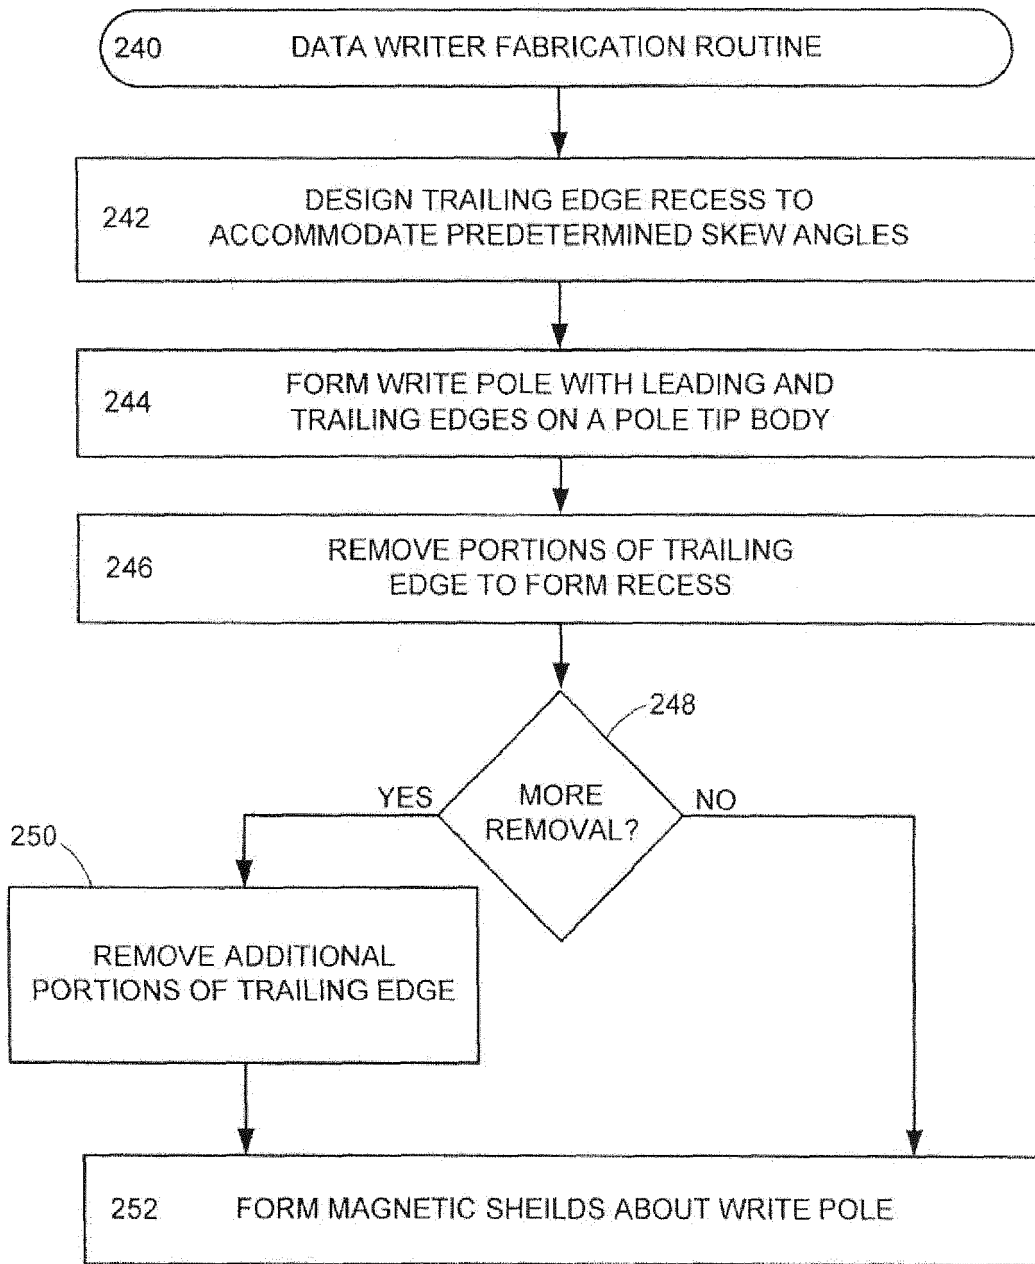 240 DATA WRITER FABRICATION ROUTINE
242 DESIGN TRAILING EDGE RECESS TO
ACCOMMODATE PREDETERMINED SKEW ANGLES
244 FORM WRITE POLE WITH LEADING AND
TRAILING EDGES ON A POLE TIP BODY
246 REMOVE PORTIONS OF TRAILING
EDGE TO FORM RECESS
248
YES
MORE
REMOVAL?
NO
250
REMOVE ADDITIONAL
PORTIONS OF TRAILING EDGE
252 FORM MAGNETIC SHEILDS ABOUT WRITE POLE